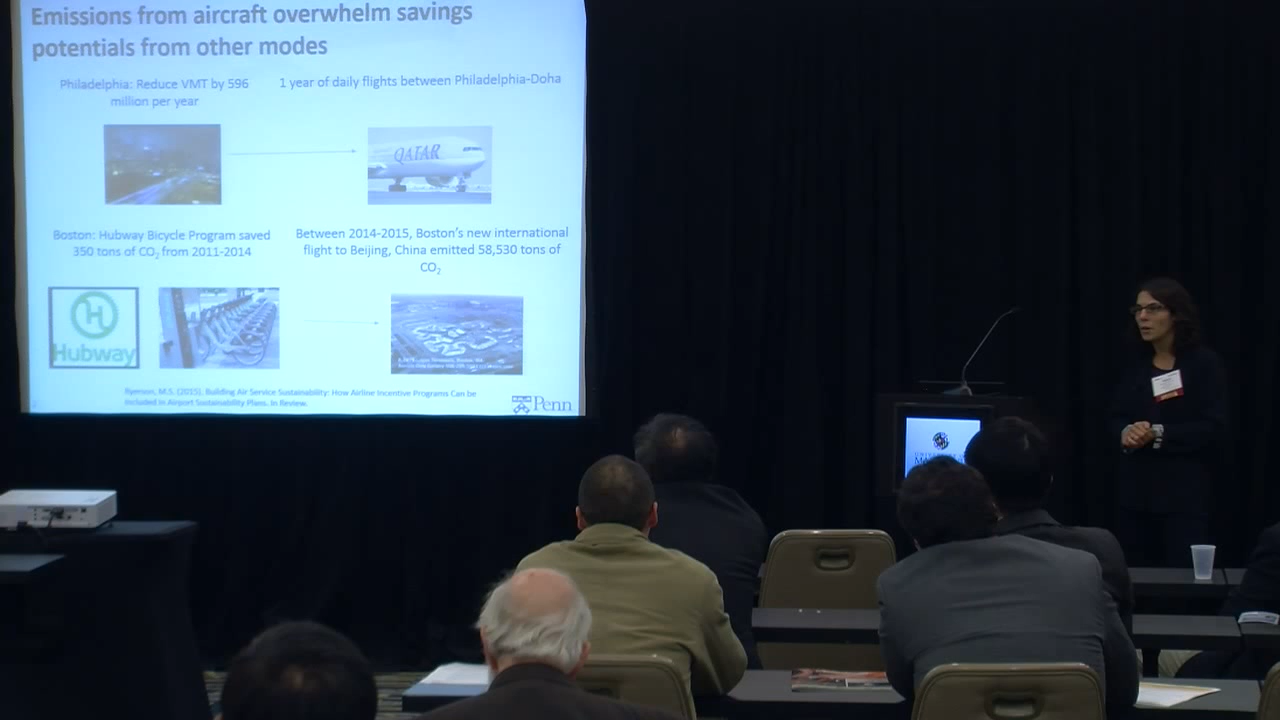 Emissions from aircraft overwhelm savings
potentials from other modes
Philadelphia: Reduce VMT by 596
million per year
1 year of daily flights between Philadelphia-Doha
QATAR
Boston: Hubway Bicycle Program saved
350 tons of CO2 from 2011-2014
Between 2014-2015, Boston's new international
flight to Beijing, China emitted 58,530 tons of
CO2
H
Hubway
Ryerson, M.S. (2015). Building Air Service Sustainability: How Airline Incentive Programs Can be
Included in Airport Sustainability Plans. In Review.
Penn